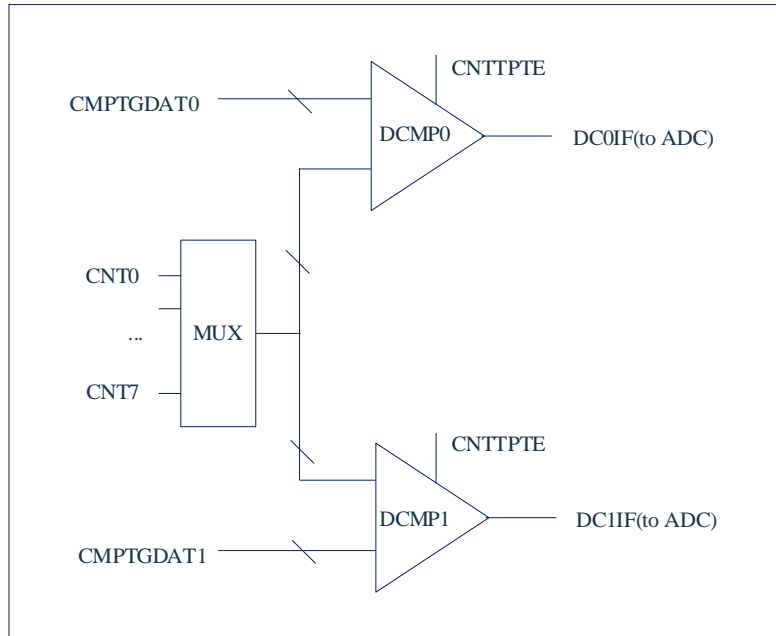 CNTTPTE
CMPTGDAT0
DCMP0
DC0IF(to ADC)
CNT0
...
MUX
CNT7
CNTTPTE
DCMP1
DC1IF(to ADC)
CMPTGDAT1